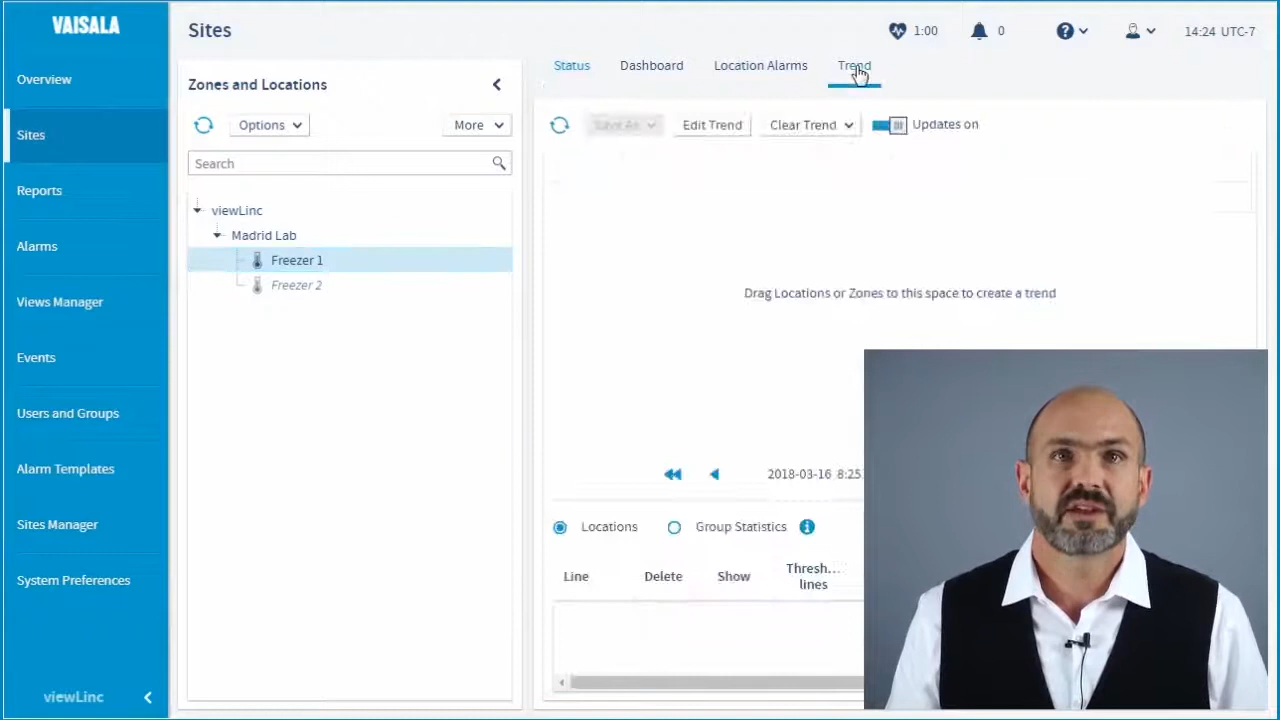 VAISALA
Overview
Sites
Reports
Alarms
Views Manager
Events
Users and Groups
Alarm Templates
Sites Manager
System Preferences
viewLinc
Sites
1:00
0
14:24 UTC-7
Zones and Locations
Options
More
Search
viewLinc
Madrid Lab
Freezer 1
Freezer 2
Status
Dashboard
Location Alarms
Trend
Save As
Edit Trend
Clear Trend
Updates on
Drag Locations or Zones to this space to create a trend
2018-03-16 8:25
Locations
Group Statistics
Line
Delete
Show
Thresh...
lines